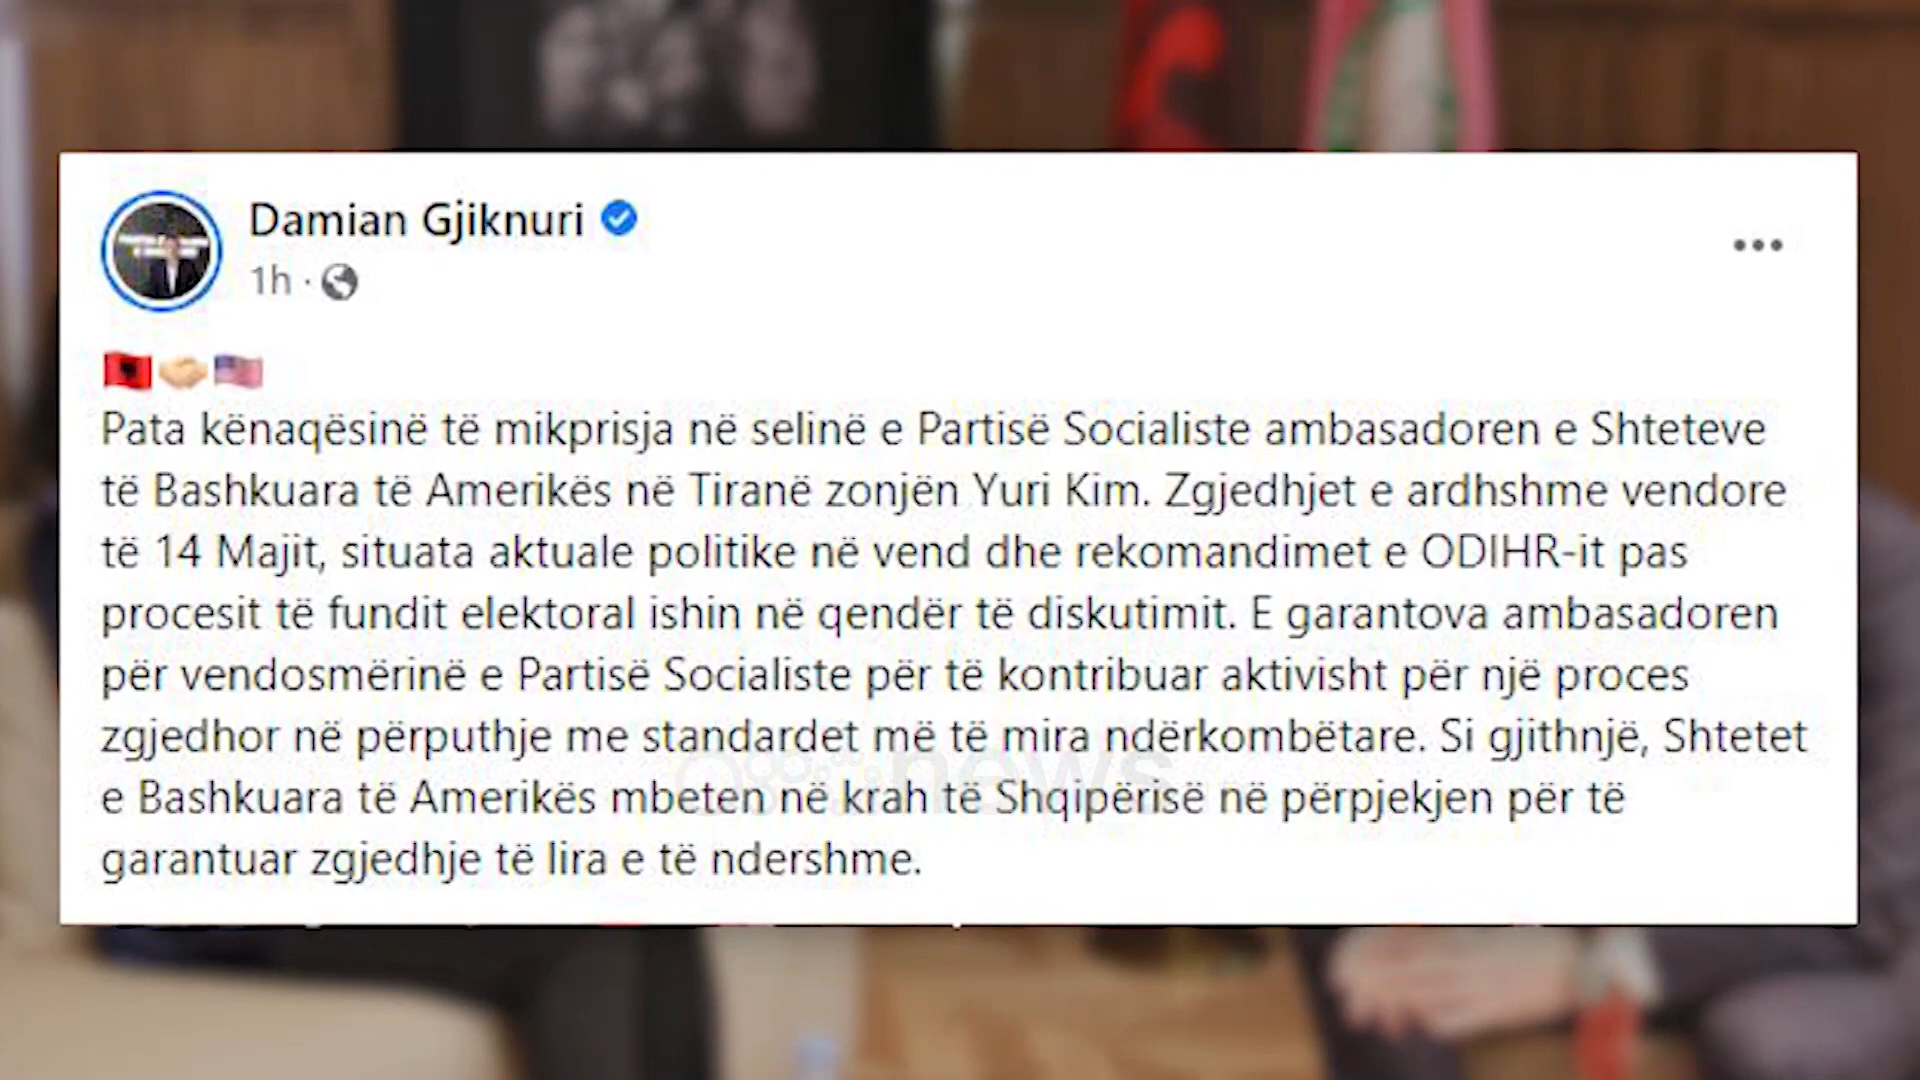 Damian Gjiknuri
1h ·
🇦🇱🤝🏻🇺🇸
Pata kënaqësinë të mikprisja në selinë e Partisë Socialiste ambasadoren e Shteteve
të Bashkuara të Amerikës në Tiranë zonjën Yuri Kim. Zgjedhjet e ardhshme vendore
të 14 Majit, situata aktuale politike në vend dhe rekomandimet e ODIHR-it pas
procesit të fundit elektoral ishin në qendër të diskutimit. E garantova ambasadoren
për vendosmërinë e Partisë Socialiste për të kontribuar aktivisht për një proces
zgjedhor në përputhje me standardet më të mira ndërkombëtare. Si gjithnjë, Shtetet
e Bashkuara të Amerikës mbeten në krah të Shqipërisë në përpjekjen për të
garantuar zgjedhje të lira e të ndershme.
news